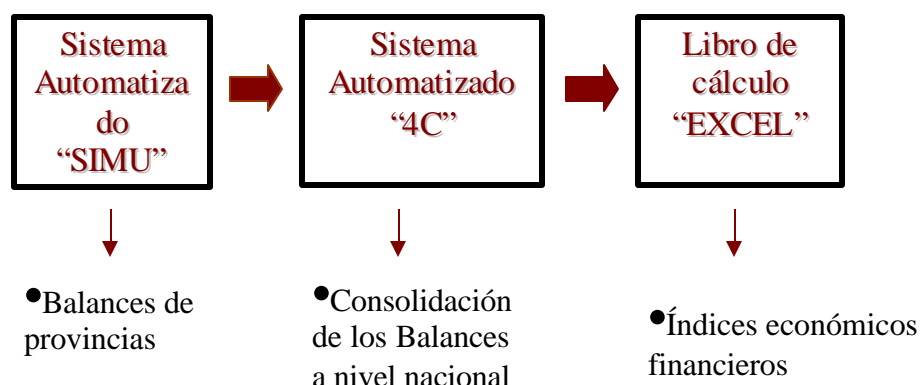 Sistema
Automatiza
do
“SIMU”
Sistema
Automatizado
“4C”
Libro de
cálculo
“EXCEL”
●Balances de
provincias
●Consolidación
de los Balances
a nivel nacional
●Índices económicos
financieros